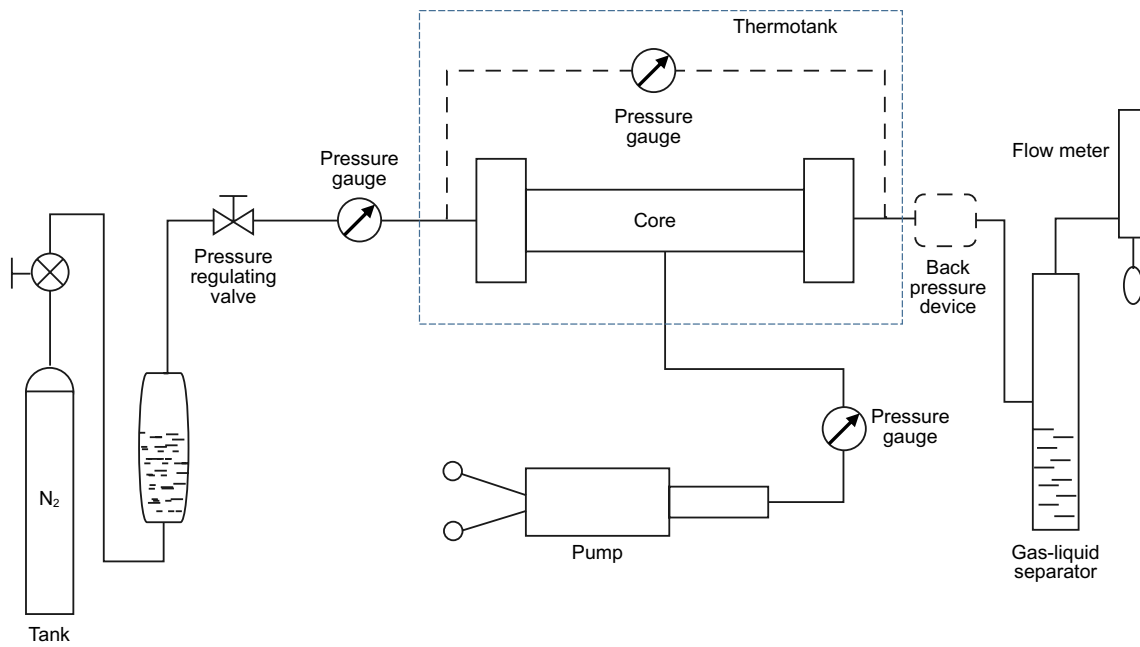 Thermotank
Pressure
gauge
Flow meter
Pressure
gauge
Core
Pressure
regulating
valve
Back
pressure
device
Pressure
gauge
N₂
Pump
Gas-liquid
separator
Tank